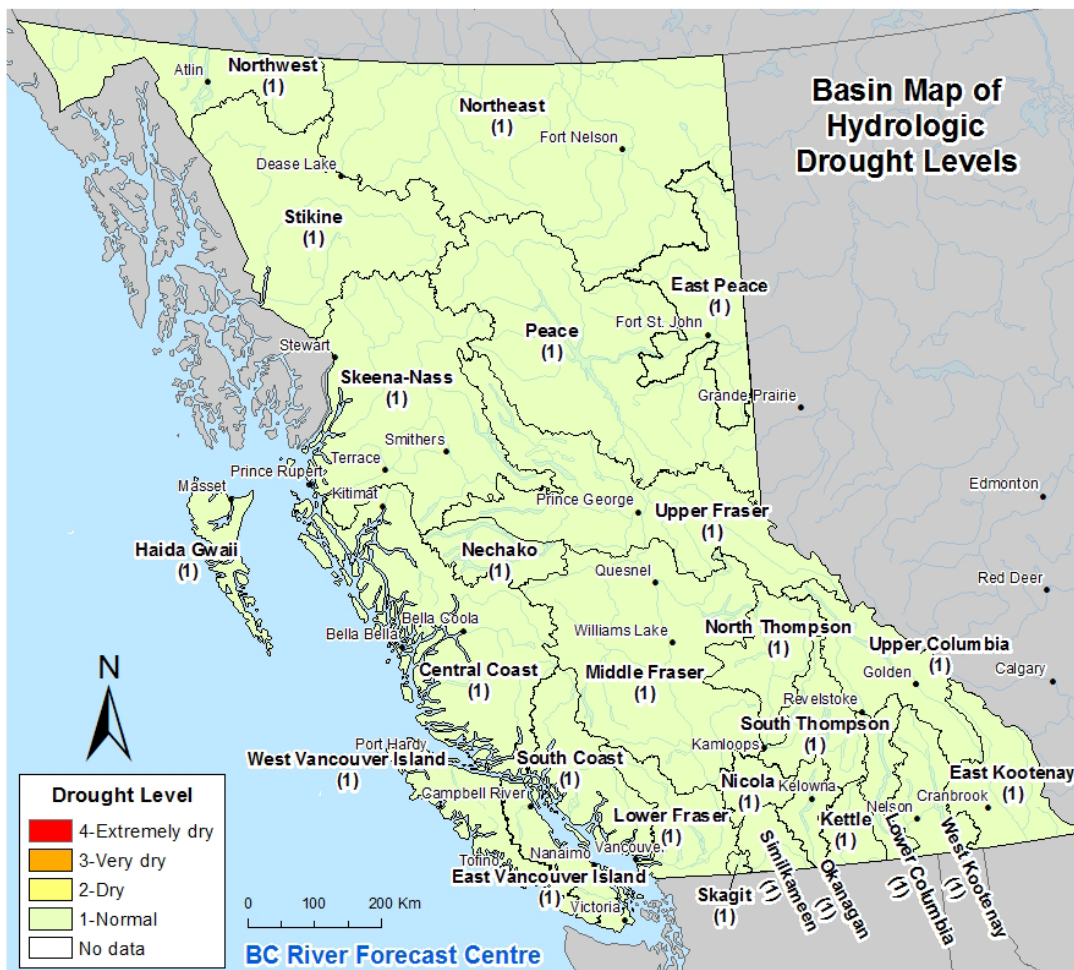 Basin Map of
Hydrologic
Drought Levels
Atlin
Northwest
(1)
Northeast
(1)
Fort Nelson
Dease Lake
Stikine
(1)
East Peace
(1)
Fort St. John
Peace
(1)
Stewart
Skeena-Nass
(1)
Grande Prairie
Smithers
Terrace
Prince Rupert
Masset
Kitimat
Prince George
Edmonton
Upper Fraser
(1)
Haida Gwaii
(1)
Nechako
(1)
Quesnel
Red Deer
Bella Coola
Bella Bella
Williams Lake
North Thompson
(1)
Upper Columbia
(1)
Central Coast
(1)
Middle Fraser
(1)
Golden
Calgary
N
Revelstoke
South Thompson
(1)
Port Hardy
Kamloops
West Vancouver Island
(1)
South Coast
(1)
Nicola
(1)
Kelowna
East Kootenay
(1)
Campbell River
Lower Fraser
(1)
Kettle
(1)
Nelson
Cranbrook
Vancouver
Tofino
Nanaimo
East Vancouver Island
(1)
Victoria
Skagit
(1)
Similkameen
(1)
Okanagan
(1)
Lower Columbia
(1)
West Kootenay
(1)
Drought Level
4-Extremely dry
3-Very dry
2-Dry
1-Normal
No data
0 100 200 Km
BC River Forecast Centre